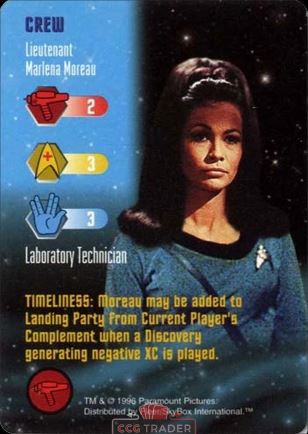 CREW
Lieutenant
Marlena Moreau
2
3
3
Laboratory Technician
TIMELINESS: Moreau may be added to
Landing Party from Current Player's
Complement when a Discovery
generating negative XC is played.
TM & © 1996 Paramount Pictures.
Distributed by SkyBox International.™
CCG TRADER